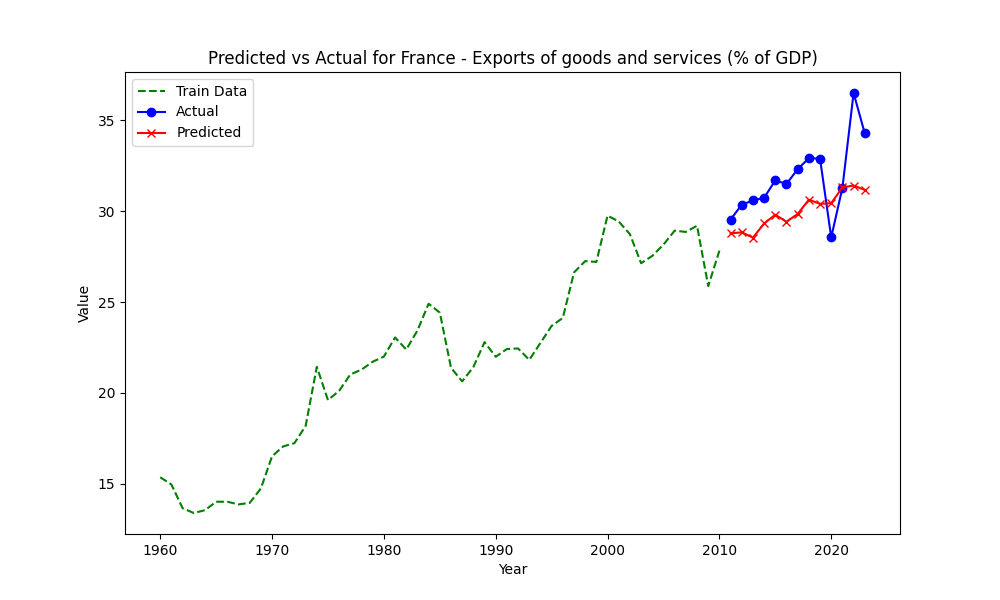 Predicted vs Actual for France - Exports of goods and services (% of GDP)
Train Data
Actual
Predicted
35
30
25
20
15
Value
1960 1970 1980 1990 2000 2010 2020
Year